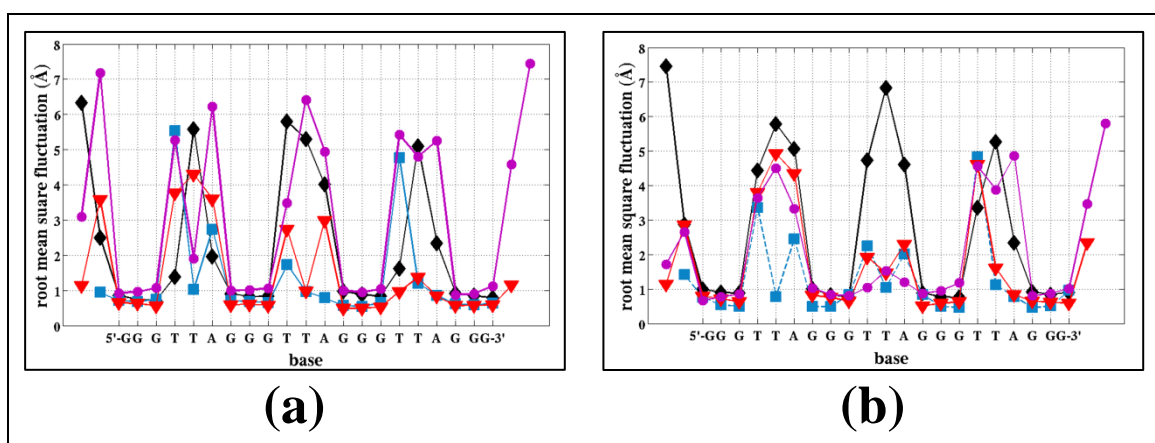 root mean suare fluctuation (Å)
8
7
6
5
4
3
2
1
0
5'-GG G T T A G G G T T A G G G T T A G GG-3'
base
(a)
root mean square fluctuation (Å)
8
7
6
5
4
3
2
1
0
5'-GG G T T A G G G T T A G G G T T A G GG-3'
base
(b)